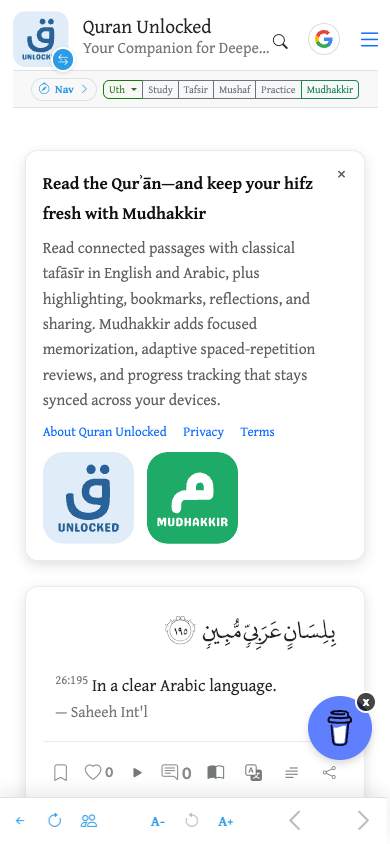 ق
UNLOCKED
Quran Unlocked
Your Companion for Deepe...
Nav
Uth
Study
Tafsir
Mushaf
Practice
Mudhakkir
Read the Qurʾān—and keep your hifz
fresh with Mudhakkir
×
Read connected passages with classical
tafāsīr in English and Arabic, plus
highlighting, bookmarks, reflections, and
sharing. Mudhakkir adds focused
memorization, adaptive spaced-repetition
reviews, and progress tracking that stays
synced across your devices.
About Quran Unlocked Privacy Terms
ق م
UNLOCKED MUDHAKKIR
بِلِسَانٍ عَرَبِيٍّ مُّبِينٍ ١٩٥
26:195 In a clear Arabic language.
— Saheeh Int'l
x
0 0
A- A+